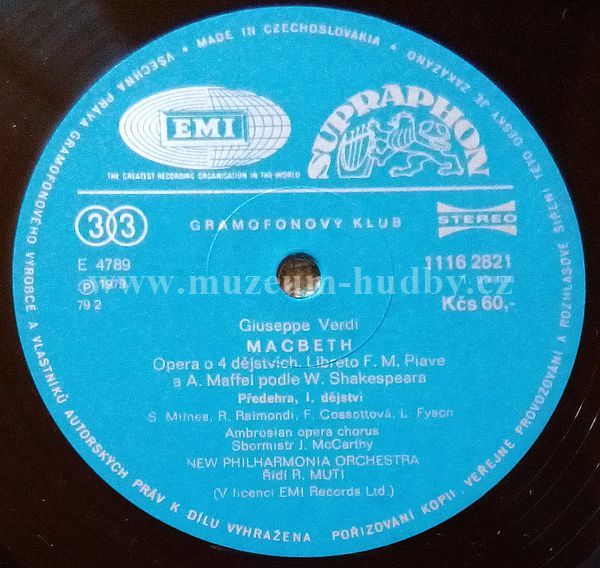 VŠECHNA PRÁVA GRAMOFONOVÉHO VÝROBCE A VLASTNÍKŮ AUTORSKÝCH PRÁV K DÍLU VYHRAŽENA
POŘIZOVÁNÍ KOPIÍ, VEŘEJNÉ PROVOZOVÁNÍ A ROZHLASOVÉ ŠÍŘENÍ TÉTO DESKY JE ZAKÁZÁNO
• MADE IN CZECHOSLOVAKIA •
EMI
THE GREATEST RECORDING ORGANISATION IN THE WORLD
SUPRAPHON
33
GRAMOFONOVÝ KLUB
STEREO
E 4789
1116 2821
Ⓟ 1979
79 2
Kčs 60,-
www.muzeum-hudby.cz
Giuseppe Verdi
MACBETH
Opera o 4 dějstvích. Libreto F. M. Piave
a A. Maffei podle W. Shakespeara
Předehra, I. dějství
S. Milnes, R. Raimondi, F. Cossottová, L. Fyson
Ambrosian opera chorus
Sbormistr J. McCarthy
NEW PHILHARMONIA ORCHESTRA
Řídí R. MUTI
(V licenci EMI Records Ltd.)